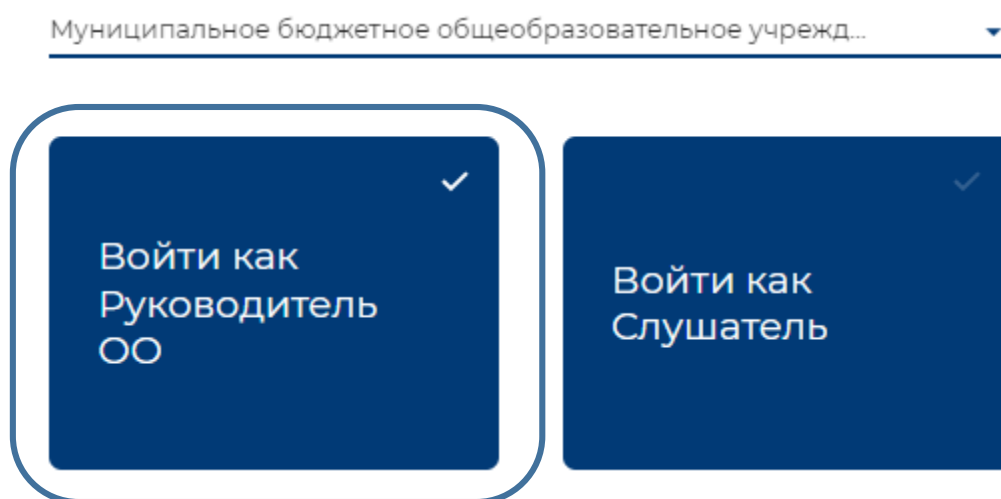 Муниципальное бюджетное общеобразовательное учрежд...
Войти как
Руководитель
ОО
Войти как
Слушатель